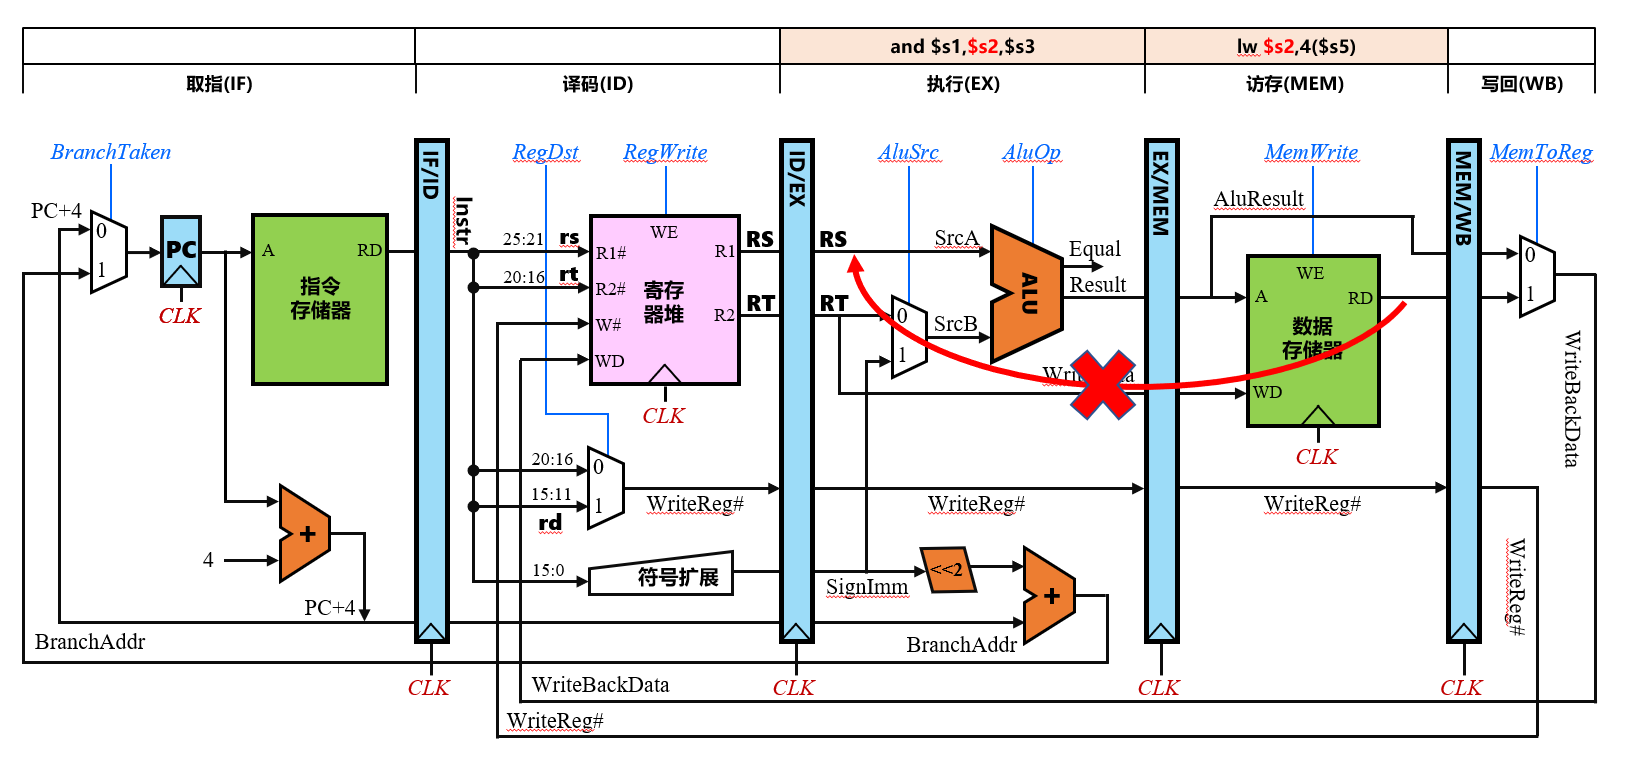 and $s1,$s2,$s3
lw $s2,4($s5)
取指(IF)
译码(ID)
执行(EX)
访存(MEM)
写回(WB)
BranchTaken
RegDst
RegWrite
AluSrc
AluOp
MemWrite
MemToReg
IF/ID
ID/EX
EX/MEM
MEM/WB
PC+4
0
1
PC
CLK
A
RD
指令
存储器
Instr
25:21
rs
20:16
rt
R1#
R2#
W#
WD
WE
R1
R2
寄存
器堆
CLK
RS
RT
RS
RT
SrcA
SrcB
0
1
ALU
Equal
Result
AluResult
WE
A
RD
数据
存储器
WD
CLK
0
1
WriteBackData
20:16
0
15:11
1
rd
WriteReg#
WriteReg#
WriteReg#
WriteReg#
4
+
PC+4
15:0
符号扩展
SignImm
<<2
+
BranchAddr
BranchAddr
CLK
CLK
CLK
CLK
WriteBackData
WriteReg#